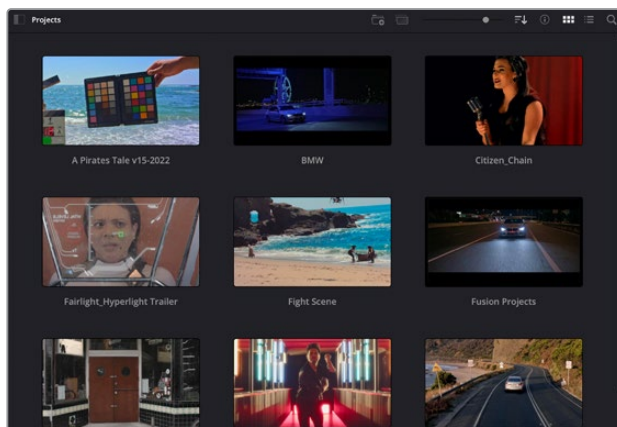 Projects
A Pirates Tale v15-2022
BMW
Citizen_Chain
Fairlight_Hyperlight Trailer
Fight Scene
Fusion Projects